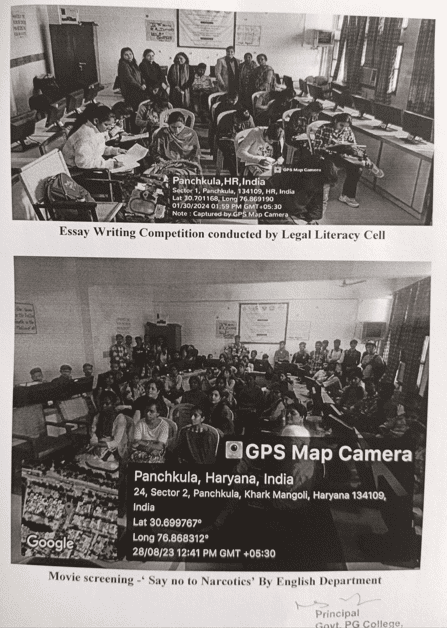 GPS Map Camera
Panchkula,HR,India
Sector 1, Panchkula, 134109, HR, India
Lat 30.701168, Long 76.869190
01/30/2024 01:59 PM GMT+05:30
Note : Captured by GPS Map Camera
Essay Writing Competition conducted by Legal Literacy Cell
GPS Map Camera
Panchkula, Haryana, India
24, Sector 2, Panchkula, Khark Mangoli, Haryana 134109,
India
Lat 30.699767°
Long 76.868312°
28/08/23 12:41 PM GMT +05:30
Google
Movie screening -‘ Say no to Narcotics’ By English Department
Principal
Govt. PG College,